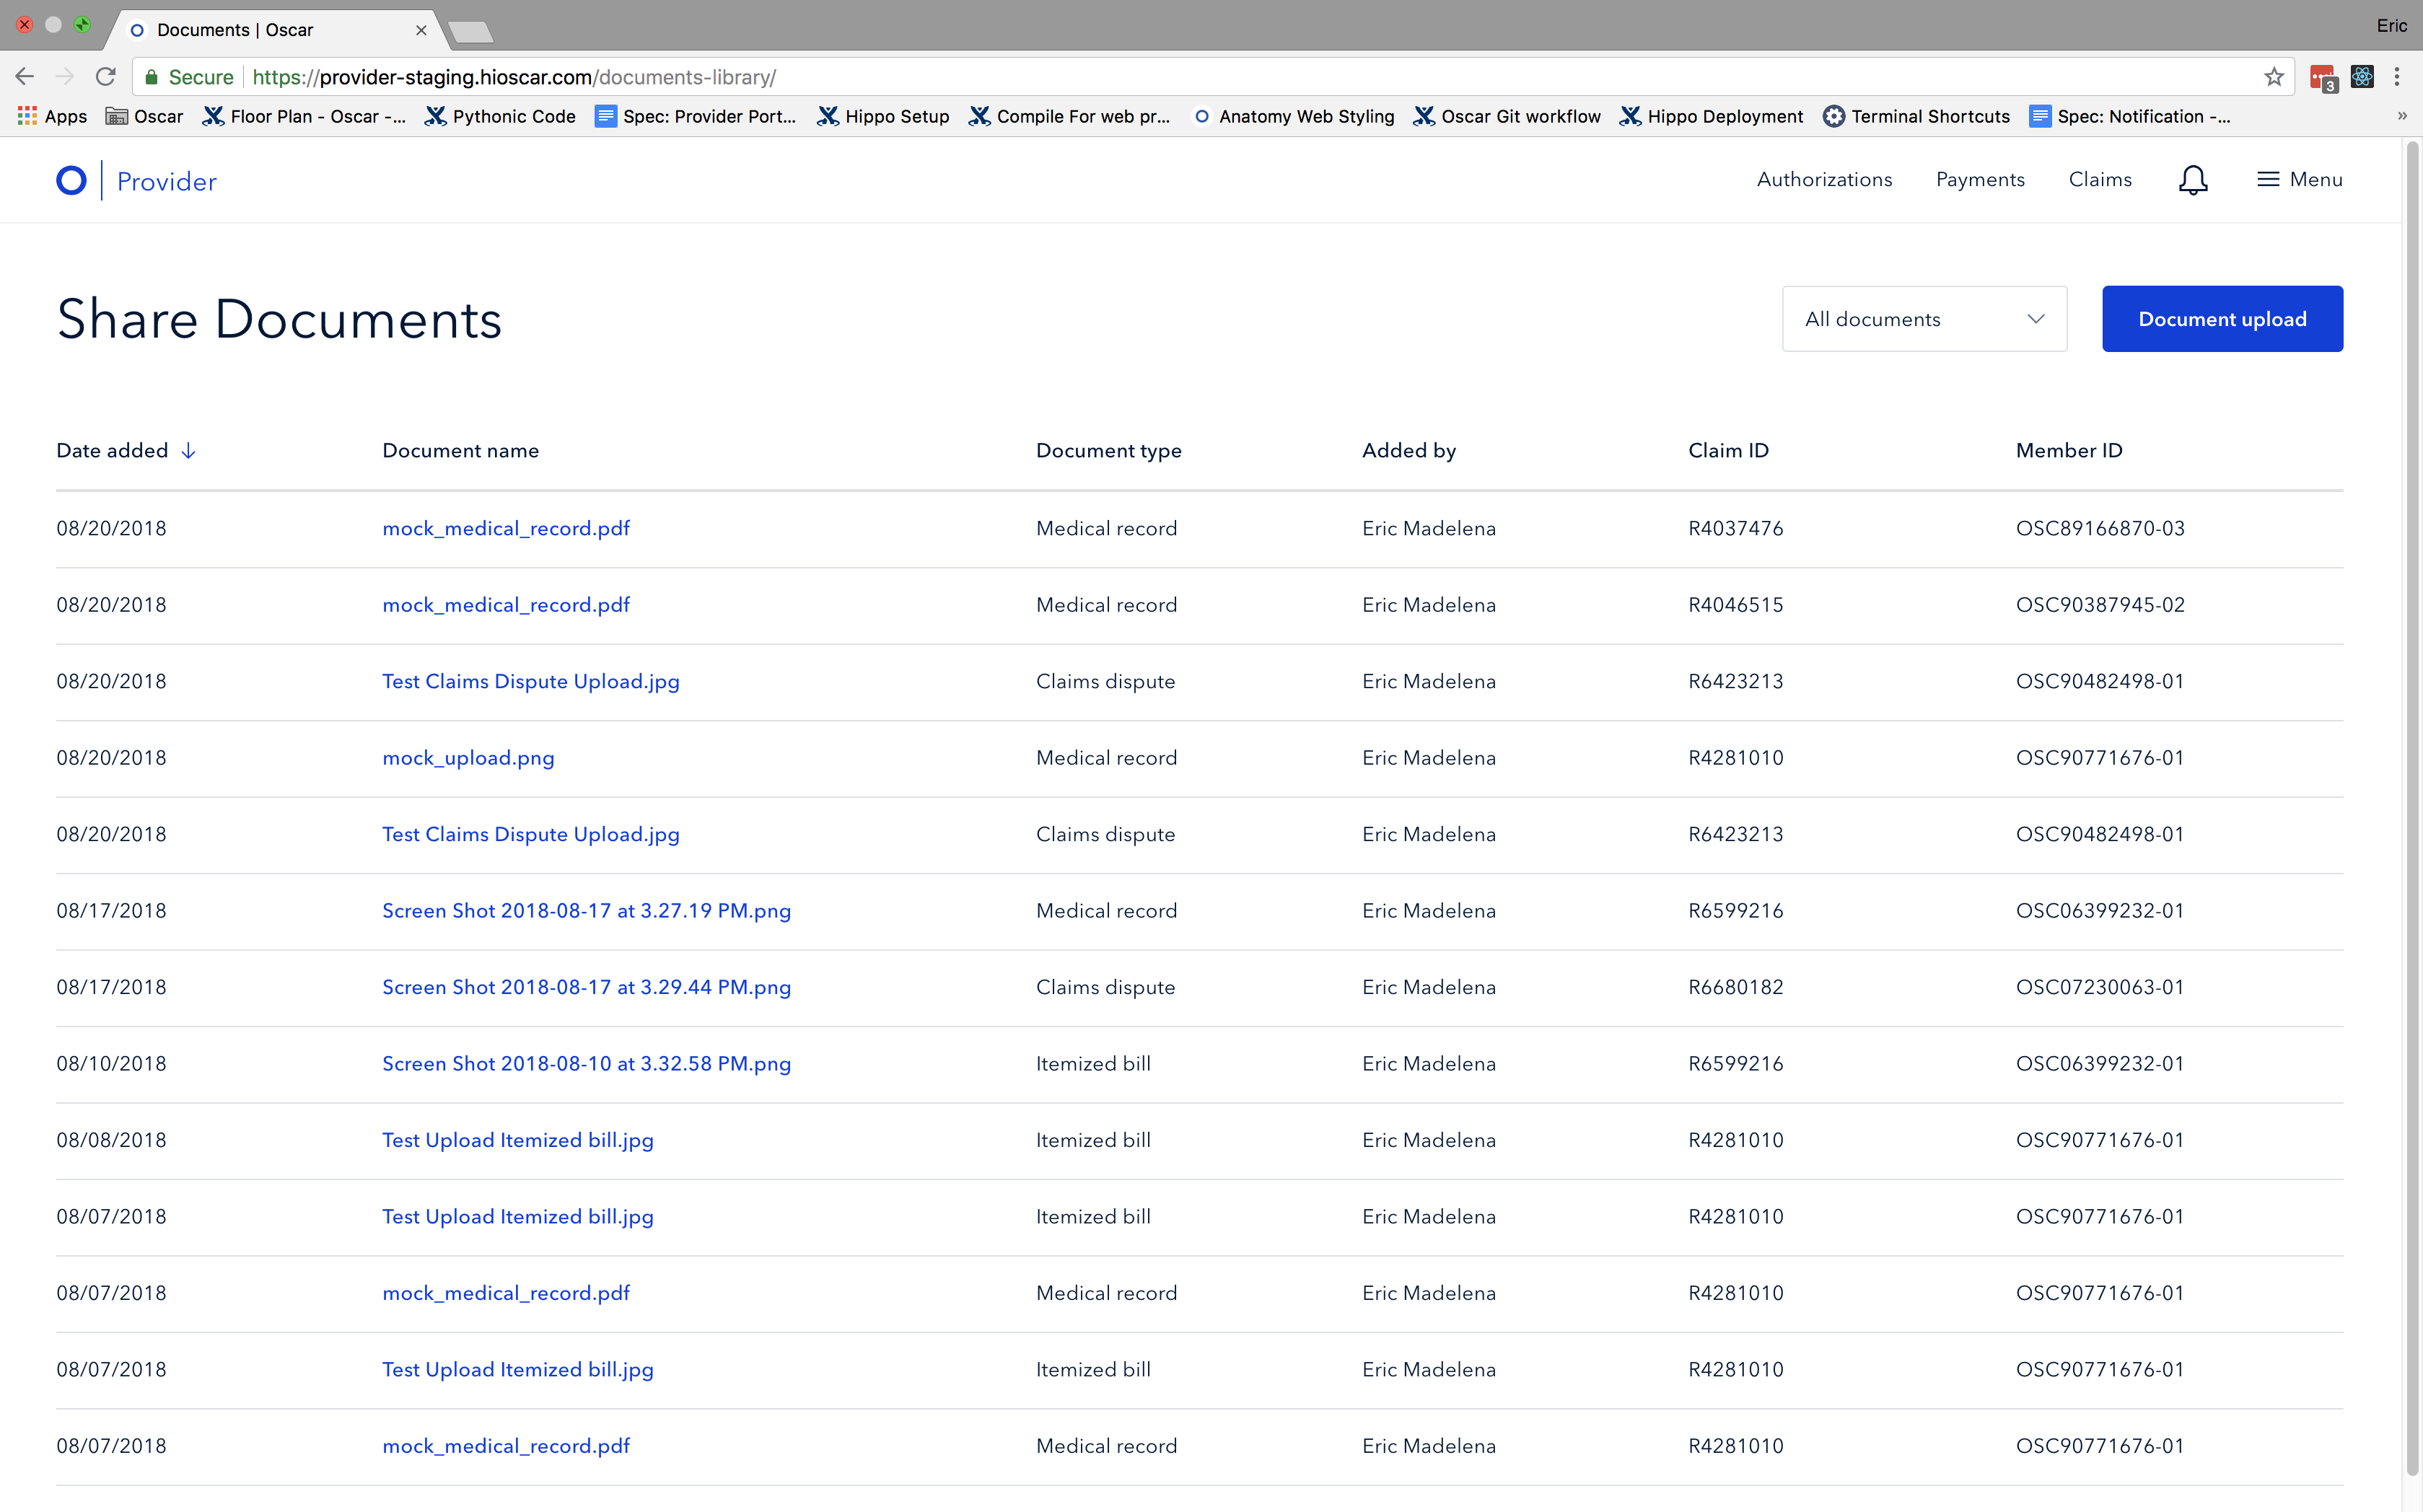 Documents | Oscar
Eric
Secure https://provider-staging.hioscar.com/documents-library/
3
Apps Oscar Floor Plan - Oscar -... Pythonic Code Spec: Provider Port... Hippo Setup Compile For web pr... Anatomy Web Styling Oscar Git workflow Hippo Deployment Terminal Shortcuts Spec: Notification -... »
Provider Authorizations Payments Claims Menu
Share Documents All documents Document upload
Date added Document name Document type Added by Claim ID Member ID
08/20/2018 mock_medical_record.pdf Medical record Eric Madelena R4037476 OSC89166870-03
08/20/2018 mock_medical_record.pdf Medical record Eric Madelena R4046515 OSC90387945-02
08/20/2018 Test Claims Dispute Upload.jpg Claims dispute Eric Madelena R6423213 OSC90482498-01
08/20/2018 mock_upload.png Medical record Eric Madelena R4281010 OSC90771676-01
08/20/2018 Test Claims Dispute Upload.jpg Claims dispute Eric Madelena R6423213 OSC90482498-01
08/17/2018 Screen Shot 2018-08-17 at 3.27.19 PM.png Medical record Eric Madelena R6599216 OSC06399232-01
08/17/2018 Screen Shot 2018-08-17 at 3.29.44 PM.png Claims dispute Eric Madelena R6680182 OSC07230063-01
08/10/2018 Screen Shot 2018-08-10 at 3.32.58 PM.png Itemized bill Eric Madelena R6599216 OSC06399232-01
08/08/2018 Test Upload Itemized bill.jpg Itemized bill Eric Madelena R4281010 OSC90771676-01
08/07/2018 Test Upload Itemized bill.jpg Itemized bill Eric Madelena R4281010 OSC90771676-01
08/07/2018 mock_medical_record.pdf Medical record Eric Madelena R4281010 OSC90771676-01
08/07/2018 Test Upload Itemized bill.jpg Itemized bill Eric Madelena R4281010 OSC90771676-01
08/07/2018 mock_medical_record.pdf Medical record Eric Madelena R4281010 OSC90771676-01